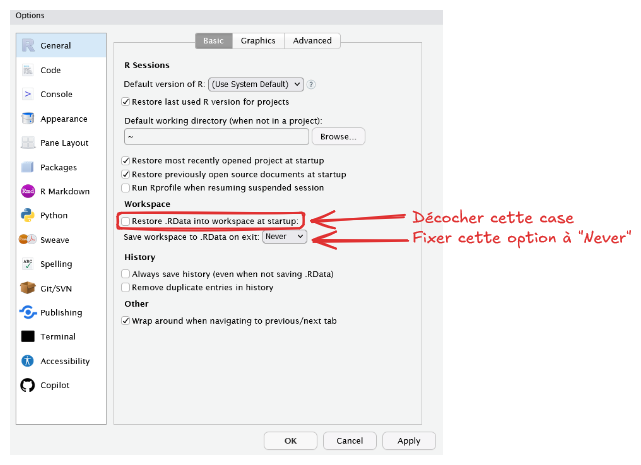 Options
General
Code
Console
Appearance
Pane Layout
Packages
R Markdown
Python
Sweave
Spelling
Git/SVN
Publishing
Terminal
Accessibility
Copilot
Basic Graphics Advanced
R Sessions
Default version of R: (Use System Default) ?
Restore last used R version for projects
Default working directory (when not in a project):
~ Browse...
Restore most recently opened project at startup
Restore previously open source documents at startup
Run Rprofile when resuming suspended session
Workspace
Restore .RData into workspace at startup:
Save workspace to .RData on exit: Never
Décocher cette case
Fixer cette option à "Never"
History
Always save history (even when not saving .RData)
Remove duplicate entries in history
Other
Wrap around when navigating to previous/next tab
OK Cancel Apply